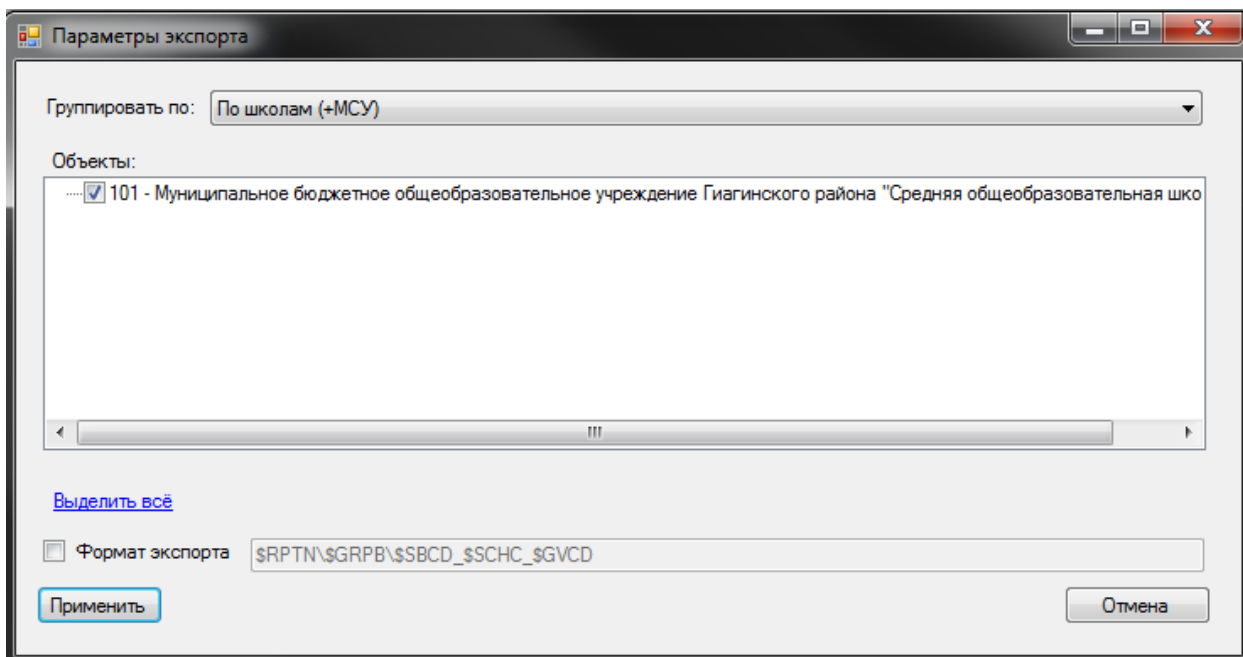 Параметры экспорта
Группировать по: По школам (+МСУ)
Объекты:
101 - Муниципальное бюджетное общеобразовательное учреждение Гиагинского района "Средняя общеобразовательная шко
Выделить всё
Формат экспорта $RPTN\$GRPB\$SBCD_$SCHC_$GVCD
Применить Отмена